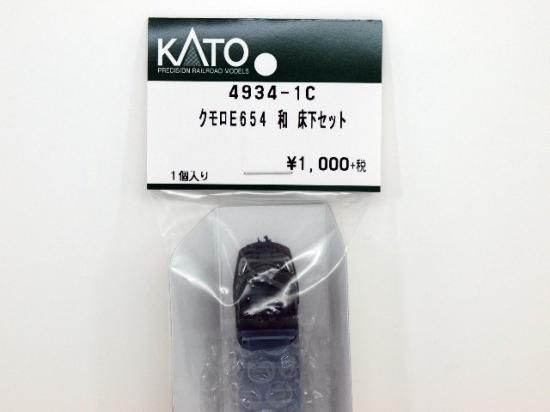 KATO
PRECISION RAILROAD MODELS
4934-1C
クモロE654 和 床下セット
¥1,000+税
1個入り